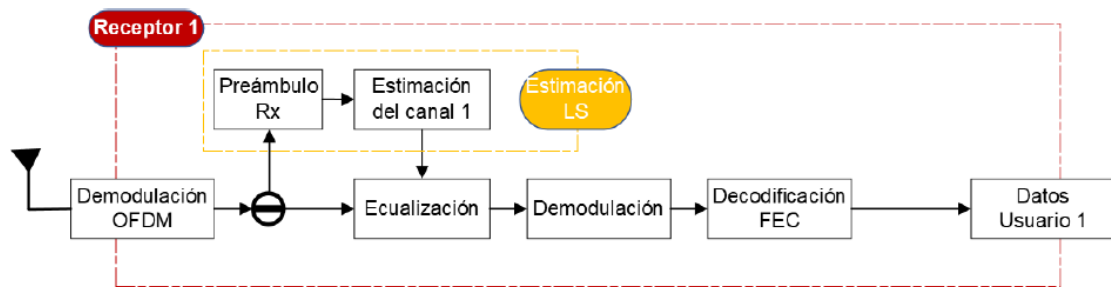 Receptor 1
Preámbulo
Rx
Estimación
del canal 1
Estimación
LS
Demodulación
OFDM
Ecualización
Demodulación
Decodificación
FEC
Datos
Usuario 1